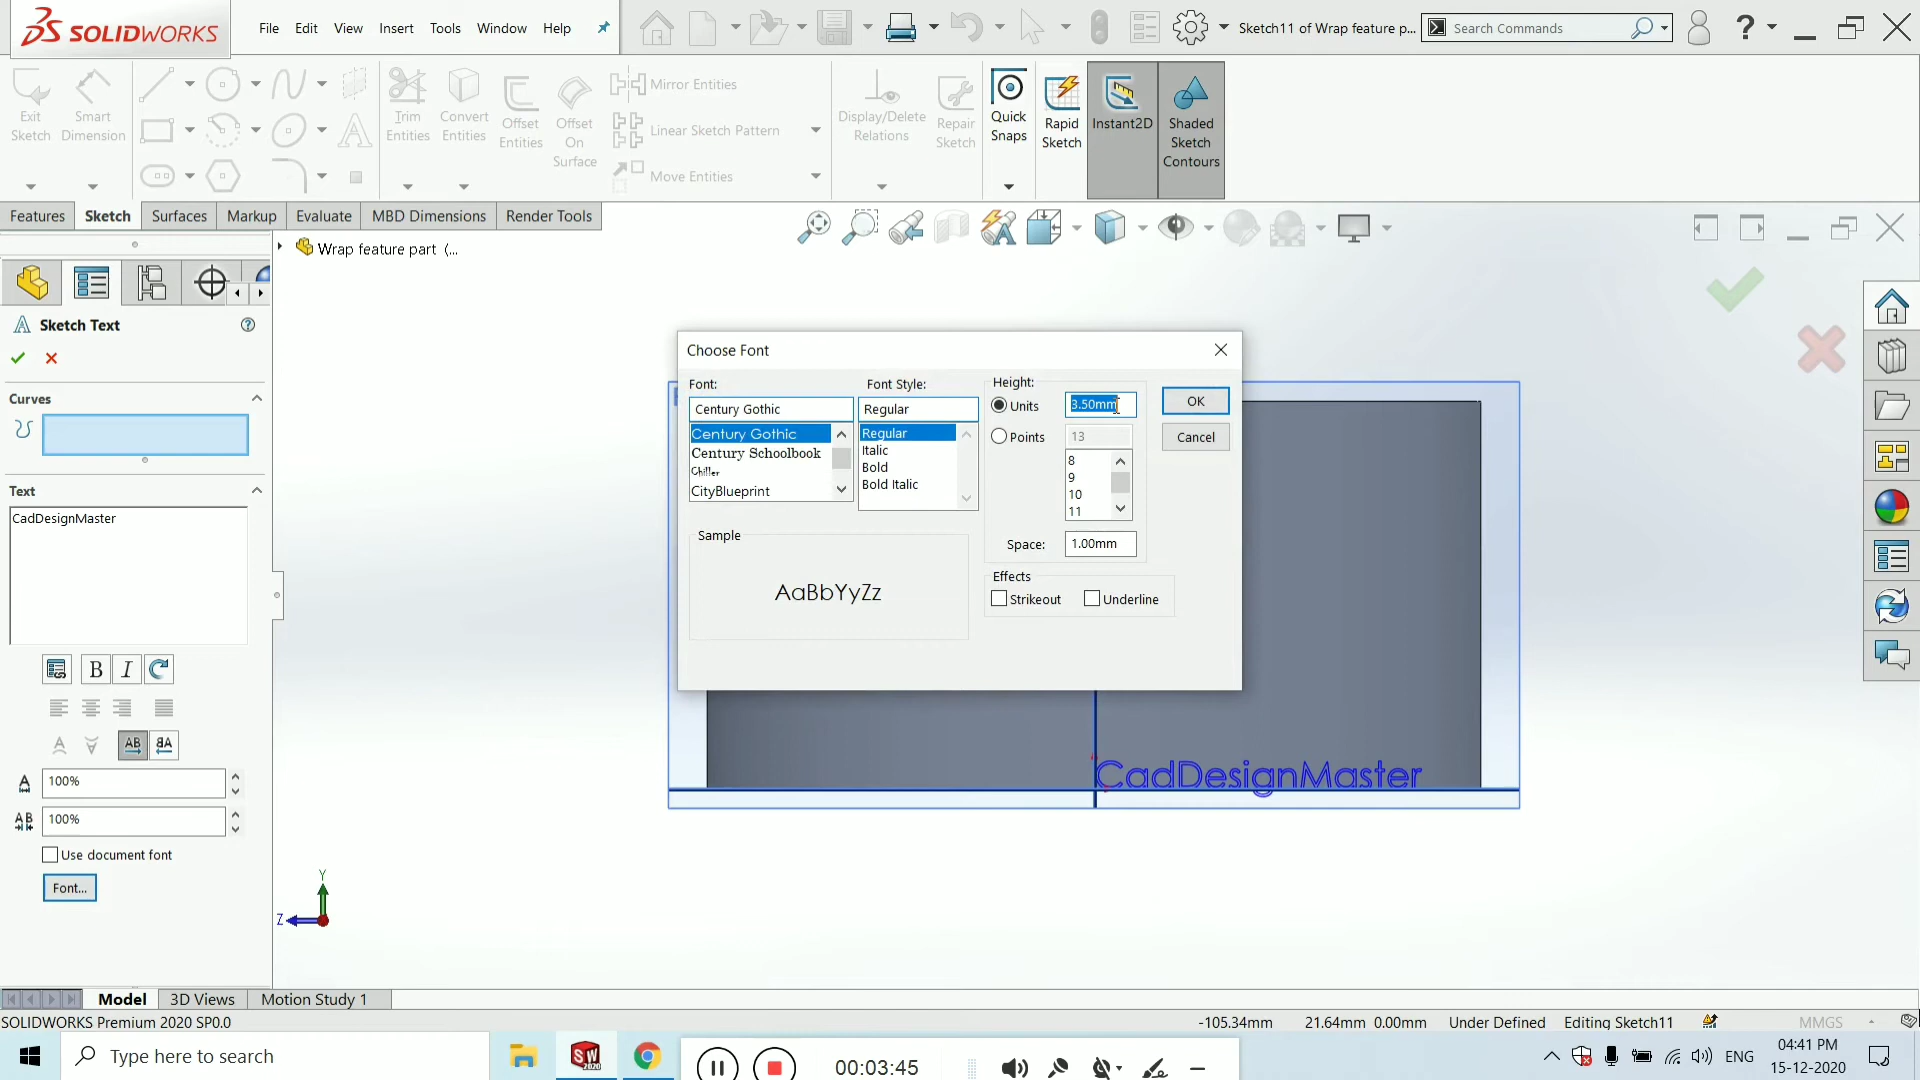 SOLIDWORKS
File
Edit
View
Insert
Tools
Window
Help
Sketch11 of Wrap feature p...
Search Commands
?
Exit
Sketch
Smart
Dimension
Trim
Entities
Convert
Entities
Offset
Entities
Offset
On
Surface
Mirror Entities
Linear Sketch Pattern
Move Entities
Display/Delete
Relations
Repair
Sketch
Quick
Snaps
Rapid
Sketch
Instant2D
Shaded
Sketch
Contours
Features
Sketch
Surfaces
Markup
Evaluate
MBD Dimensions
Render Tools
Wrap feature part (...
Sketch Text
Curves
Text
CadDesignMaster
B
I
AB
100%
100%
Use document font
Font...
Choose Font
Font:
Century Gothic
Century Gothic
Century Schoolbook
Chiller
CityBlueprint
Font Style:
Regular
Regular
Italic
Bold
Bold Italic
Height:
Units
3.50mm
Points
13
8
9
10
11
Space:
1.00mm
OK
Cancel
Sample
AaBbYyZz
Effects
Strikeout
Underline
CadDesignMaster
Y
Z
Model
3D Views
Motion Study 1
SOLIDWORKS Premium 2020 SP0.0
-105.34mm
21.64mm 0.00mm
Under Defined
Editing Sketch11
MMGS
Type here to search
SW
2020
00:03:45
ENG
04:41 PM
15-12-2020